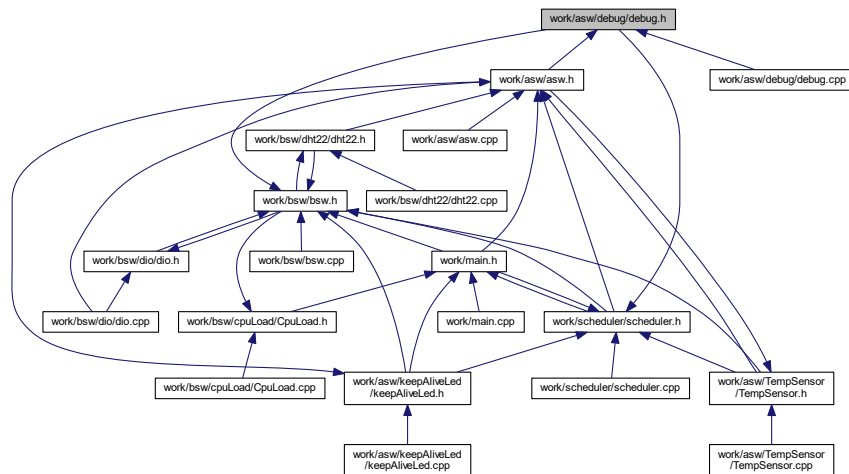 work/asw/debug/debug.h
work/asw/asw.h
work/asw/debug/debug.cpp
work/bsw/dht22/dht22.h
work/asw/asw.cpp
work/bsw/bsw.h
work/bsw/dht22/dht22.cpp
work/bsw/dio/dio.h
work/bsw/bsw.cpp
work/main.h
work/bsw/dio/dio.cpp
work/bsw/cpuLoad/CpuLoad.h
work/main.cpp
work/scheduler/scheduler.h
work/bsw/cpuLoad/CpuLoad.cpp
work/asw/keepAliveLed
/keepAliveLed.h
work/scheduler/scheduler.cpp
work/asw/TempSensor
/TempSensor.h
work/asw/keepAliveLed
/keepAliveLed.cpp
work/asw/TempSensor
/TempSensor.cpp